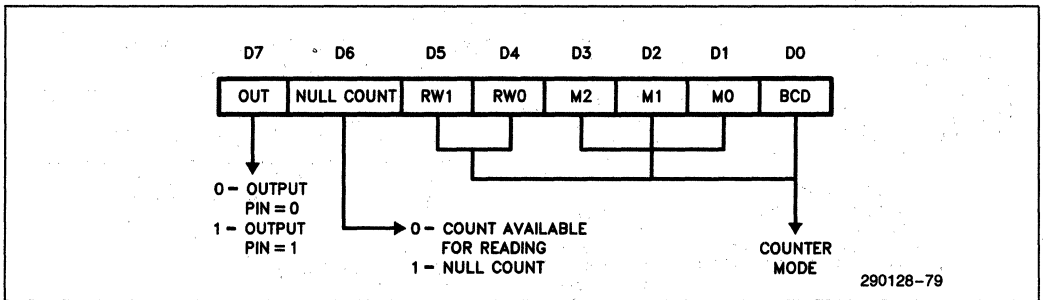 D7 D6 D5 D4 D3 D2 D1 D0
OUT NULL COUNT RW1 RW0 M2 M1 M0 BCD
0 – OUTPUT
PIN = 0
1 – OUTPUT
PIN = 1
0 – COUNT AVAILABLE
FOR READING
1 – NULL COUNT
COUNTER
MODE
290128–79